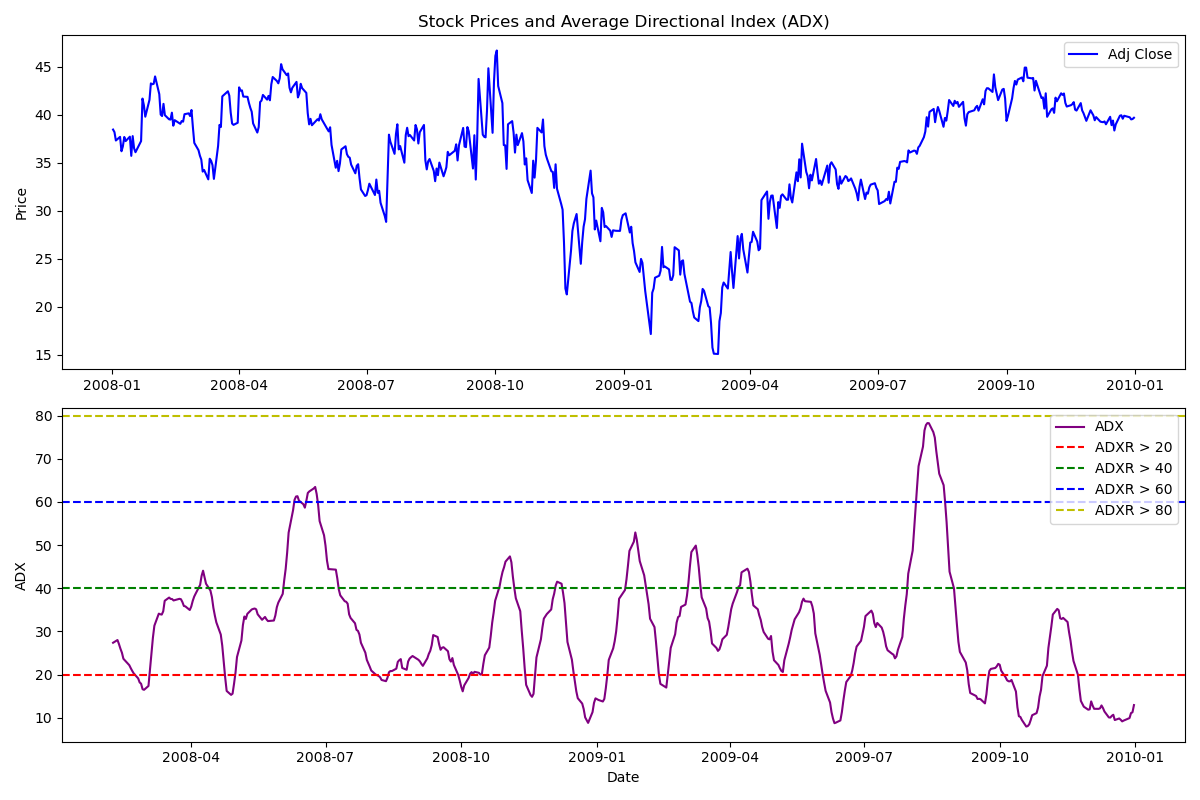 Stock Prices and Average Directional Index (ADX)
Adj Close
Price
45
40
35
30
25
20
15
2008-01 2008-04 2008-07 2008-10 2009-01 2009-04 2009-07 2009-10 2010-01
ADX
ADXR > 20
ADXR > 40
ADXR > 60
ADXR > 80
ADX
80
70
60
50
40
30
20
10
2008-04 2008-07 2008-10 2009-01 2009-04 2009-07 2009-10 2010-01
Date